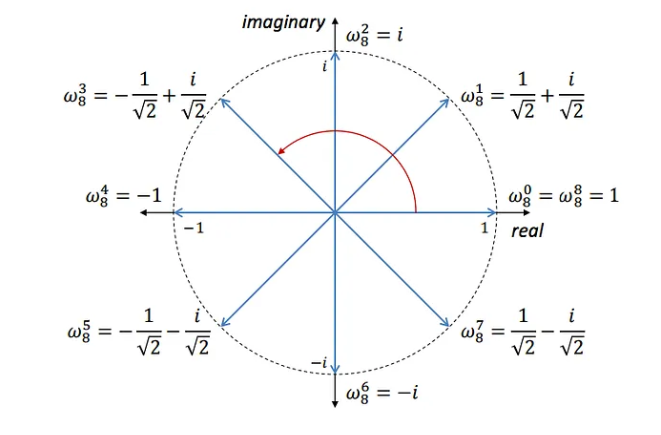 imaginary
ω₈² = i
i
ω₈³ = −1/√2 + i/√2
ω₈¹ = 1/√2 + i/√2
ω₈⁴ = −1
ω₈⁰ = ω₈⁸ = 1
−1
1
real
ω₈⁵ = −1/√2 − i/√2
ω₈⁷ = 1/√2 − i/√2
−i
ω₈⁶ = −i